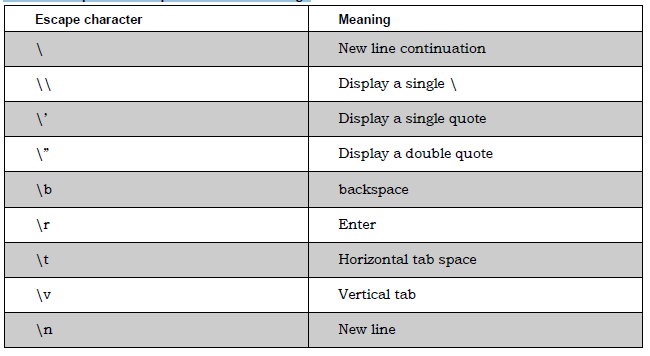 Escape character Meaning
\ New line continuation
\\ Display a single \
\’ Display a single quote
\” Display a double quote
\b backspace
\r Enter
\t Horizontal tab space
\v Vertical tab
\n New line